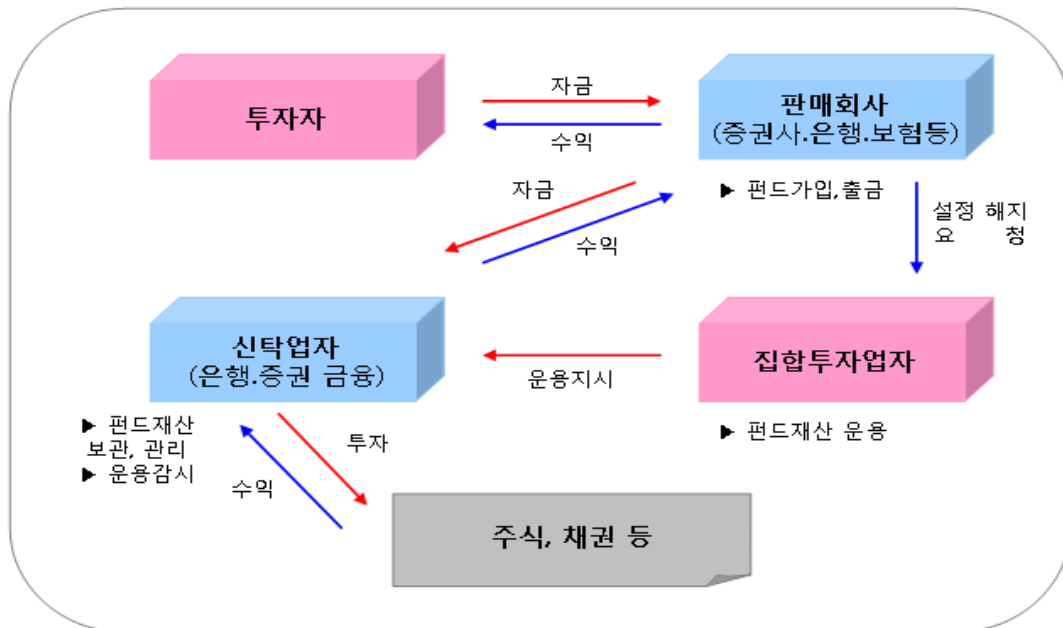 투자자
자금
수익
판매회사
(증권사.은행.보험등)
▶ 펀드가입,출금
자금
수익
설정 해지
요 청
신탁업자
(은행.증권 금융)
운용지시
집합투자업자
▶ 펀드재산
보관, 관리
▶ 운용감시
▶ 펀드재산 운용
투자
수익
주식, 채권 등